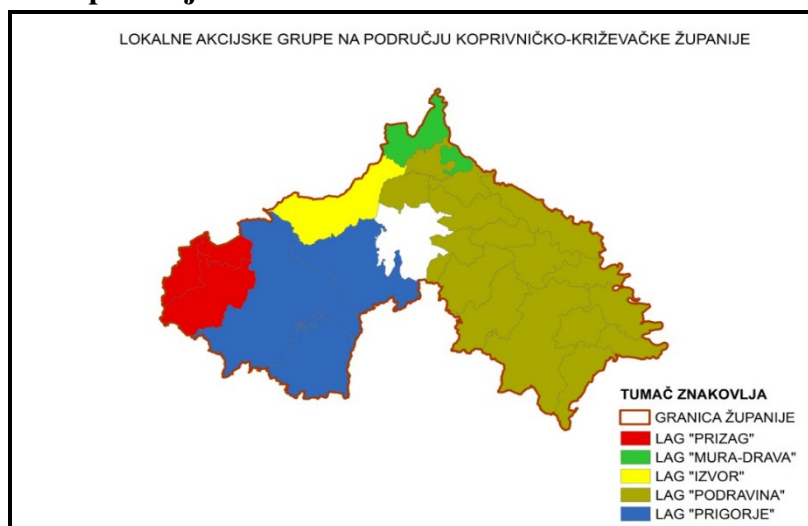 LOKALNE AKCIJSKE GRUPE NA PODRUČJU KOPRIVNIČKO-KRIŽEVAČKE ŽUPANIJE
TUMAČ ZNAKOVLJA
GRANICA ŽUPANIJE
LAG "PRIZAG"
LAG "MURA-DRAVA"
LAG "IZVOR"
LAG "PODRAVINA"
LAG "PRIGORJE"